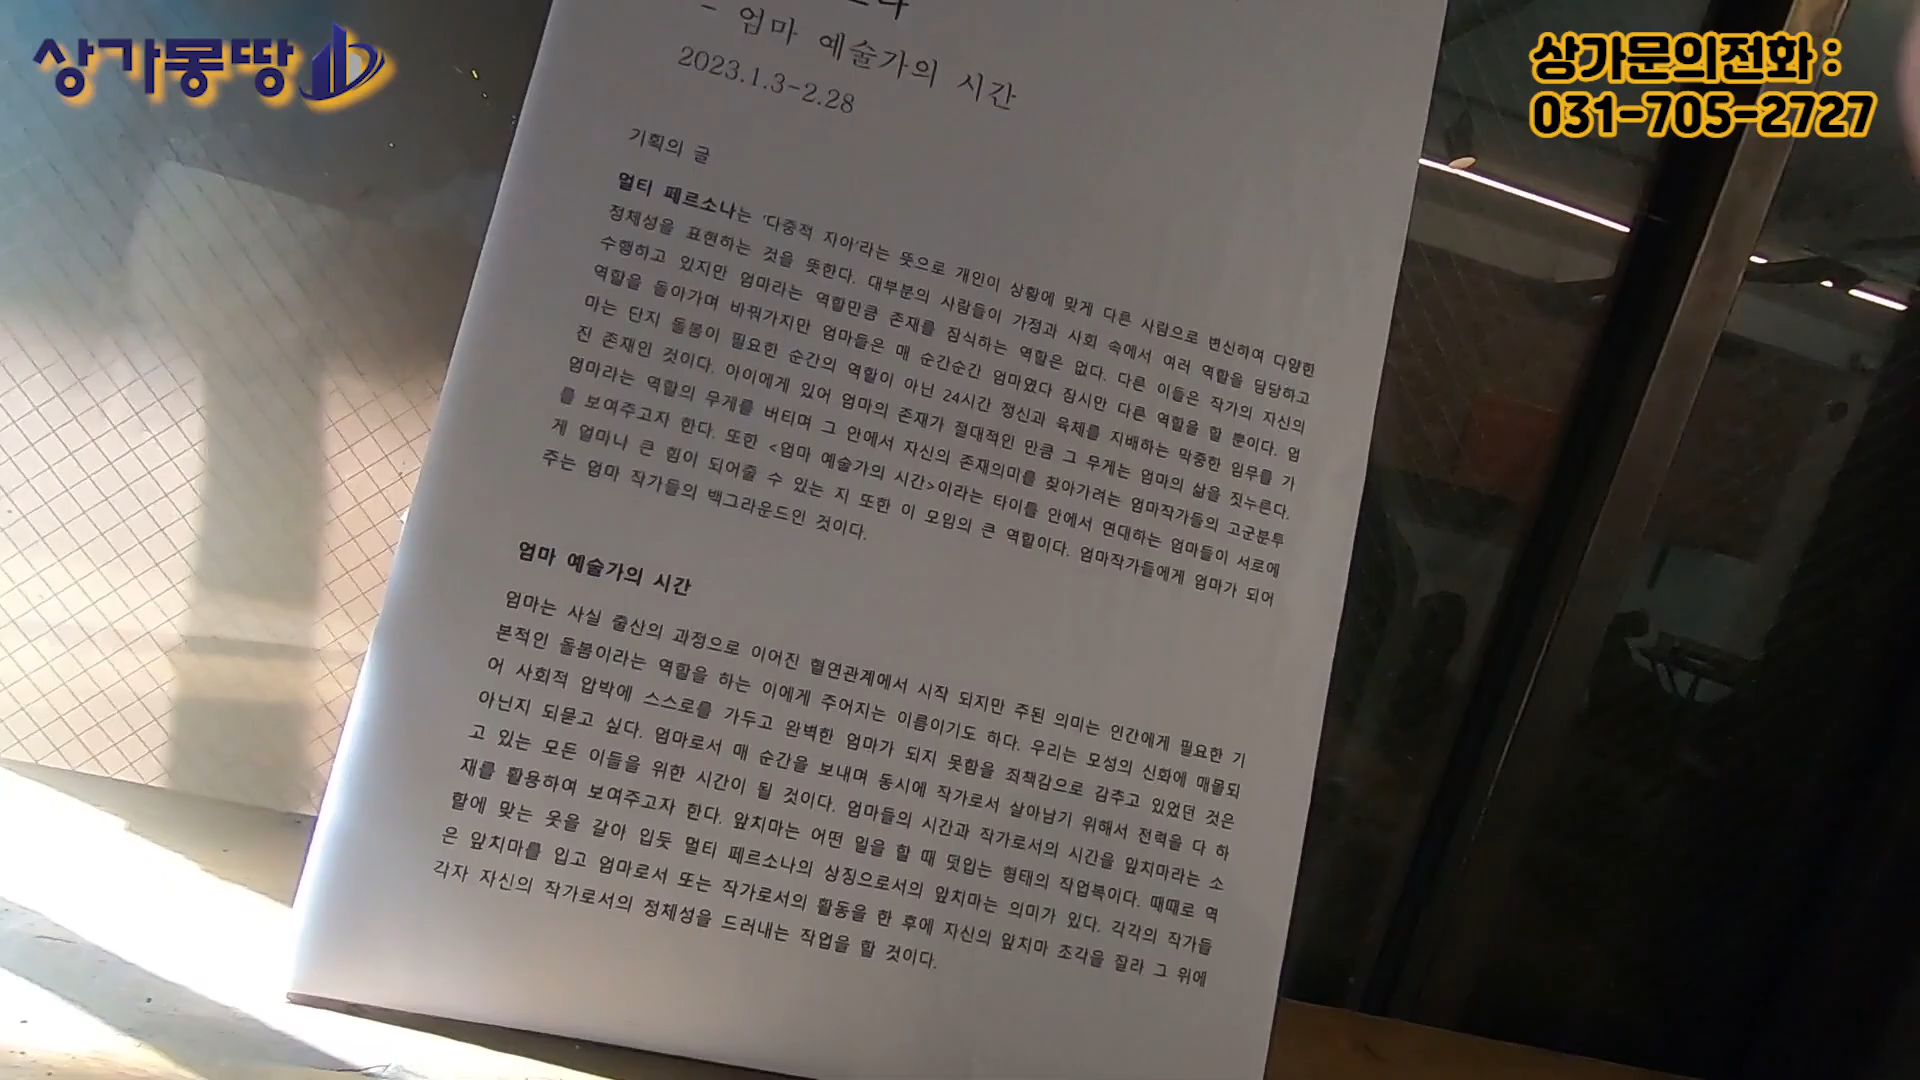 상가몽땅
상가문의전화 :
031-705-2727
- 엄마 예술가의 시간
2023.1.3-2.28
기획의 글
멀티 페르소나는 '다중적 자아'라는 뜻으로 개인이 상황에 맞게 다른 사람으로 변신하여 다양한
정체성을 표현하는 것을 뜻한다. 대부분의 사람들이 가정과 사회 속에서 여러 역할을 담당하고
수행하고 있지만 엄마라는 역할만큼 존재를 잠식하는 역할은 없다. 다른 이들은 작가의 자신의
역할을 돌아가며 바꿔가지만 엄마들은 매 순간순간 엄마였다 잠시만 다른 역할을 할 뿐이다. 엄
마는 단지 돌봄이 필요한 순간의 역할이 아닌 24시간 정신과 육체를 지배하는 막중한 임무를 가
진 존재인 것이다. 아이에게 있어 엄마의 존재가 절대적인 만큼 그 무게는 엄마의 삶을 짓누른다.
엄마라는 역할의 무게를 버티며 그 안에서 자신의 존재의미를 찾아가려는 엄마작가들의 고군분투
를 보여주고자 한다. 또한 <엄마 예술가의 시간>이라는 타이틀 안에서 연대하는 엄마들이 서로에
게 얼마나 큰 힘이 되어줄 수 있는 지 또한 이 모임의 큰 역할이다. 엄마작가들에게 엄마가 되어
주는 엄마 작가들의 백그라운드인 것이다.
엄마 예술가의 시간
엄마는 사실 출산의 과정으로 이어진 혈연관계에서 시작 되지만 주된 의미는 인간에게 필요한 기
본적인 돌봄이라는 역할을 하는 이에게 주어지는 이름이기도 하다. 우리는 모성의 신화에 매몰되
어 사회적 압박에 스스로를 가두고 완벽한 엄마가 되지 못함을 죄책감으로 감추고 있었던 것은
아닌지 되묻고 싶다. 엄마로서 매 순간을 보내며 동시에 작가로서 살아남기 위해서 전력을 다 하
고 있는 모든 이들을 위한 시간이 될 것이다. 엄마들의 시간과 작가로서의 시간을 앞치마라는 소
재를 활용하여 보여주고자 한다. 앞치마는 어떤 일을 할 때 덧입는 형태의 작업복이다. 때때로 역
할에 맞는 옷을 갈아 입듯 멀티 페르소나의 상징으로서의 앞치마는 의미가 있다. 각각의 작가들
은 앞치마를 입고 엄마로서 또는 작가로서의 활동을 한 후에 자신의 앞치마 조각을 잘라 그 위에
각자 자신의 작가로서의 정체성을 드러내는 작업을 할 것이다.